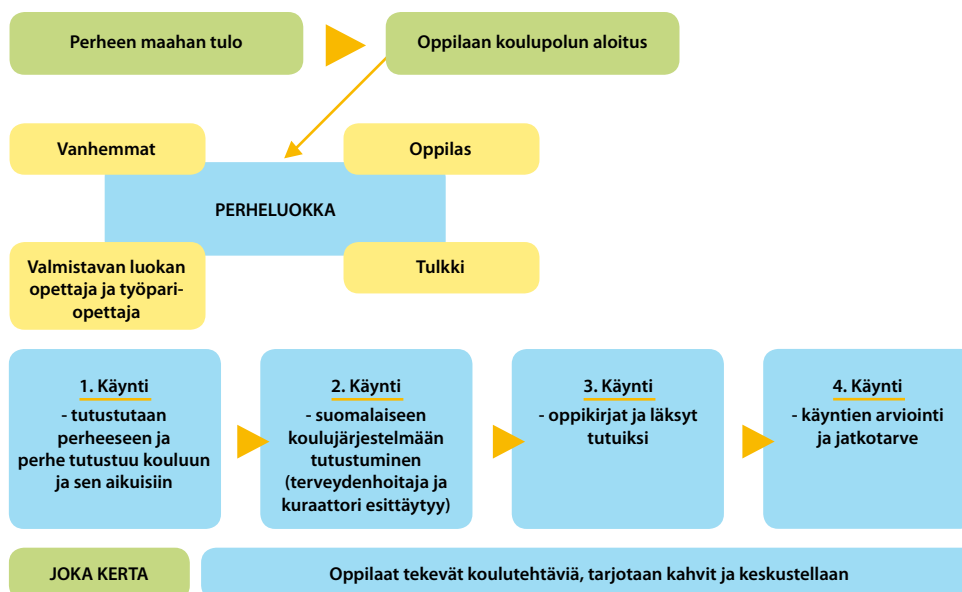 Perheen maahan tulo
Oppilaan koulupolun aloitus
Vanhemmat
Oppilas
PERHELUOKKA
Valmistavan luokan
opettaja ja työpari-
opettaja
Tulkki
1. Käynti
- tutustutaan
perheeseen ja
perhe tutustuu kouluun
ja sen aikuisiin
2. Käynti
- suomalaiseen
koulujärjestelmään
tutustuminen
(terveydenhoitaja ja
kuraattori esittäytyy)
3. Käynti
- oppikirjat ja läksyt
tutuiksi
4. Käynti
- käyntien arviointi
ja jatkotarve
JOKA KERTA
Oppilaat tekevät koulutehtäviä, tarjotaan kahvit ja keskustellaan